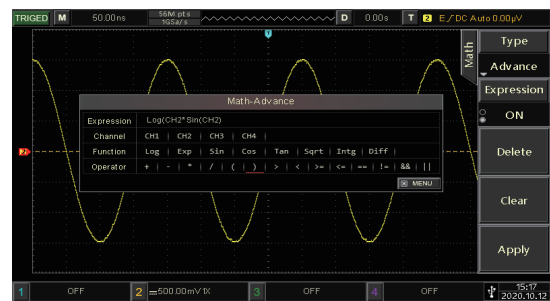 TRIGED M 50.00ns 56M pts D 0.00s T 2 E/DC Auto 0.00μV
1GSa/s
Math
Type
Advance
Expression
ON
Delete
Clear
Apply
Math-Advance
Expression Log(CH2*Sin(CH2)
Channel CH1 | CH2 | CH3 | CH4 |
Function Log | Exp | Sin | Cos | Tan | Sqrt | Intg | Diff |
Operator + | - | * | / | ( | ) | > | < | >= | <= | == | != | && | ||
MENU
2
1 OFF 2 500.00mV 1X 3 OFF 4 OFF 15:17
2020.10.12